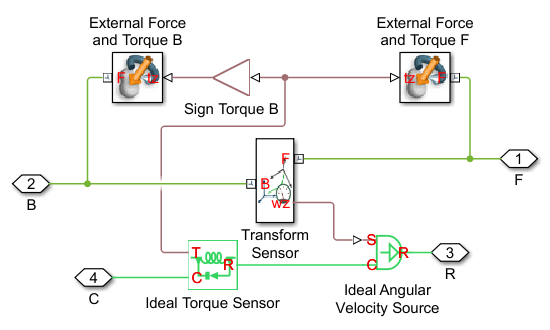 External Force
and Torque B
External Force
and Torque F
F
tz
tz
F
Sign Torque B
1
F
2
B
B
F
wz
Transform
Sensor
S
C
R
3
R
T
C
R
4
C
Ideal Torque Sensor
Ideal Angular
Velocity Source